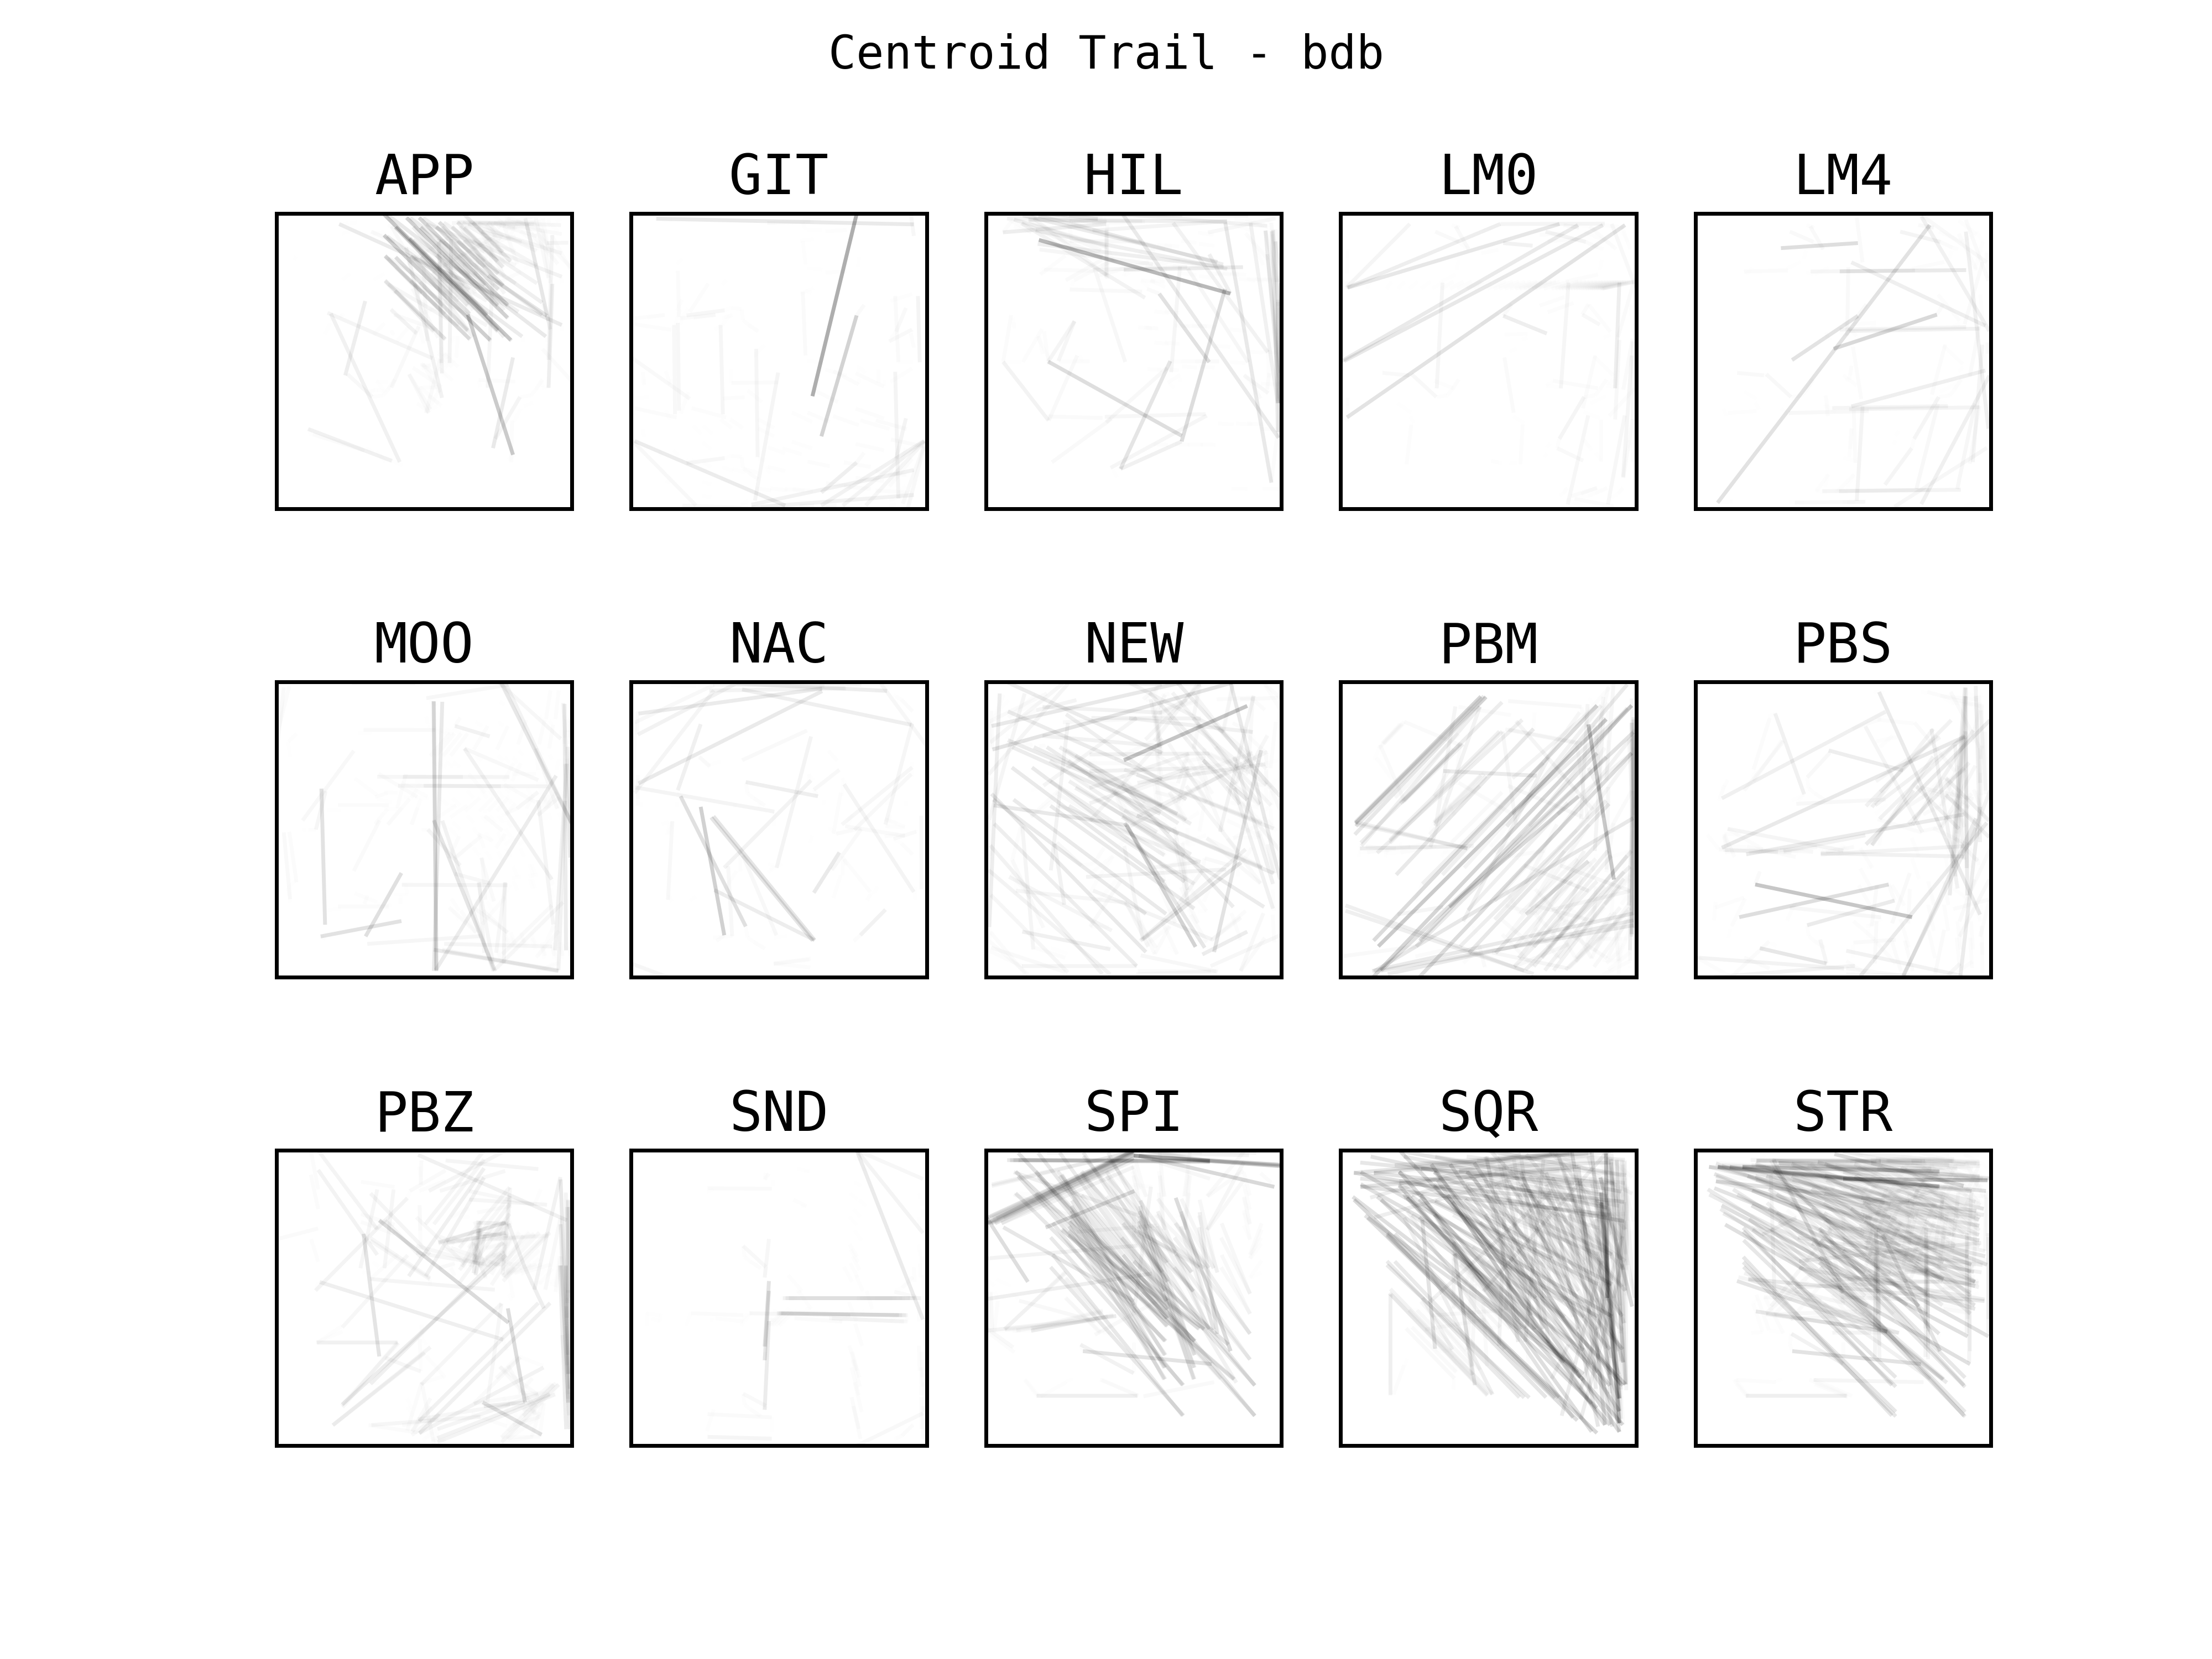 Centroid Trail - bdb
APP GIT HIL LM0 LM4
MOO NAC NEW PBM PBS
PBZ SND SPI SQR STR